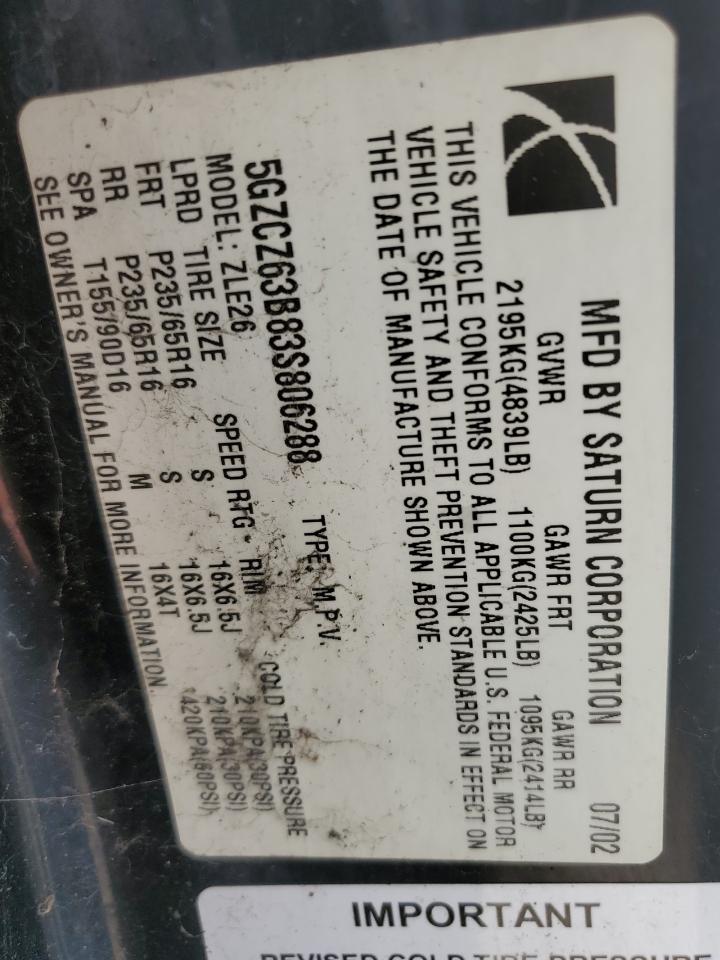 MFD BY SATURN CORPORATION 07/02
GVWR GAWR FRT GAWR RR
2195KG(4839LB) 1100KG(2425LB) 1095KG(2414LB)
THIS VEHICLE CONFORMS TO ALL APPLICABLE U.S. FEDERAL MOTOR
VEHICLE SAFETY AND THEFT PREVENTION STANDARDS IN EFFECT ON
THE DATE OF MANUFACTURE SHOWN ABOVE.
5GZCZ63B83S806288 TYPE: M.P.V.
MODEL: ZLE26
LPRD TIRE SIZE SPEED RTG RIM COLD TIRE PRESSURE
FRT P235/65R16 S 16X6.5J 210KPA(30PSI)
RR P235/65R16 S 16X6.5J 210KPA(30PSI)
SPA T155/90D16 M 16X4T 420KPA(60PSI)
SEE OWNER'S MANUAL FOR MORE INFORMATION.
IMPORTANT
REVISED COLD TIRE PRESSURE